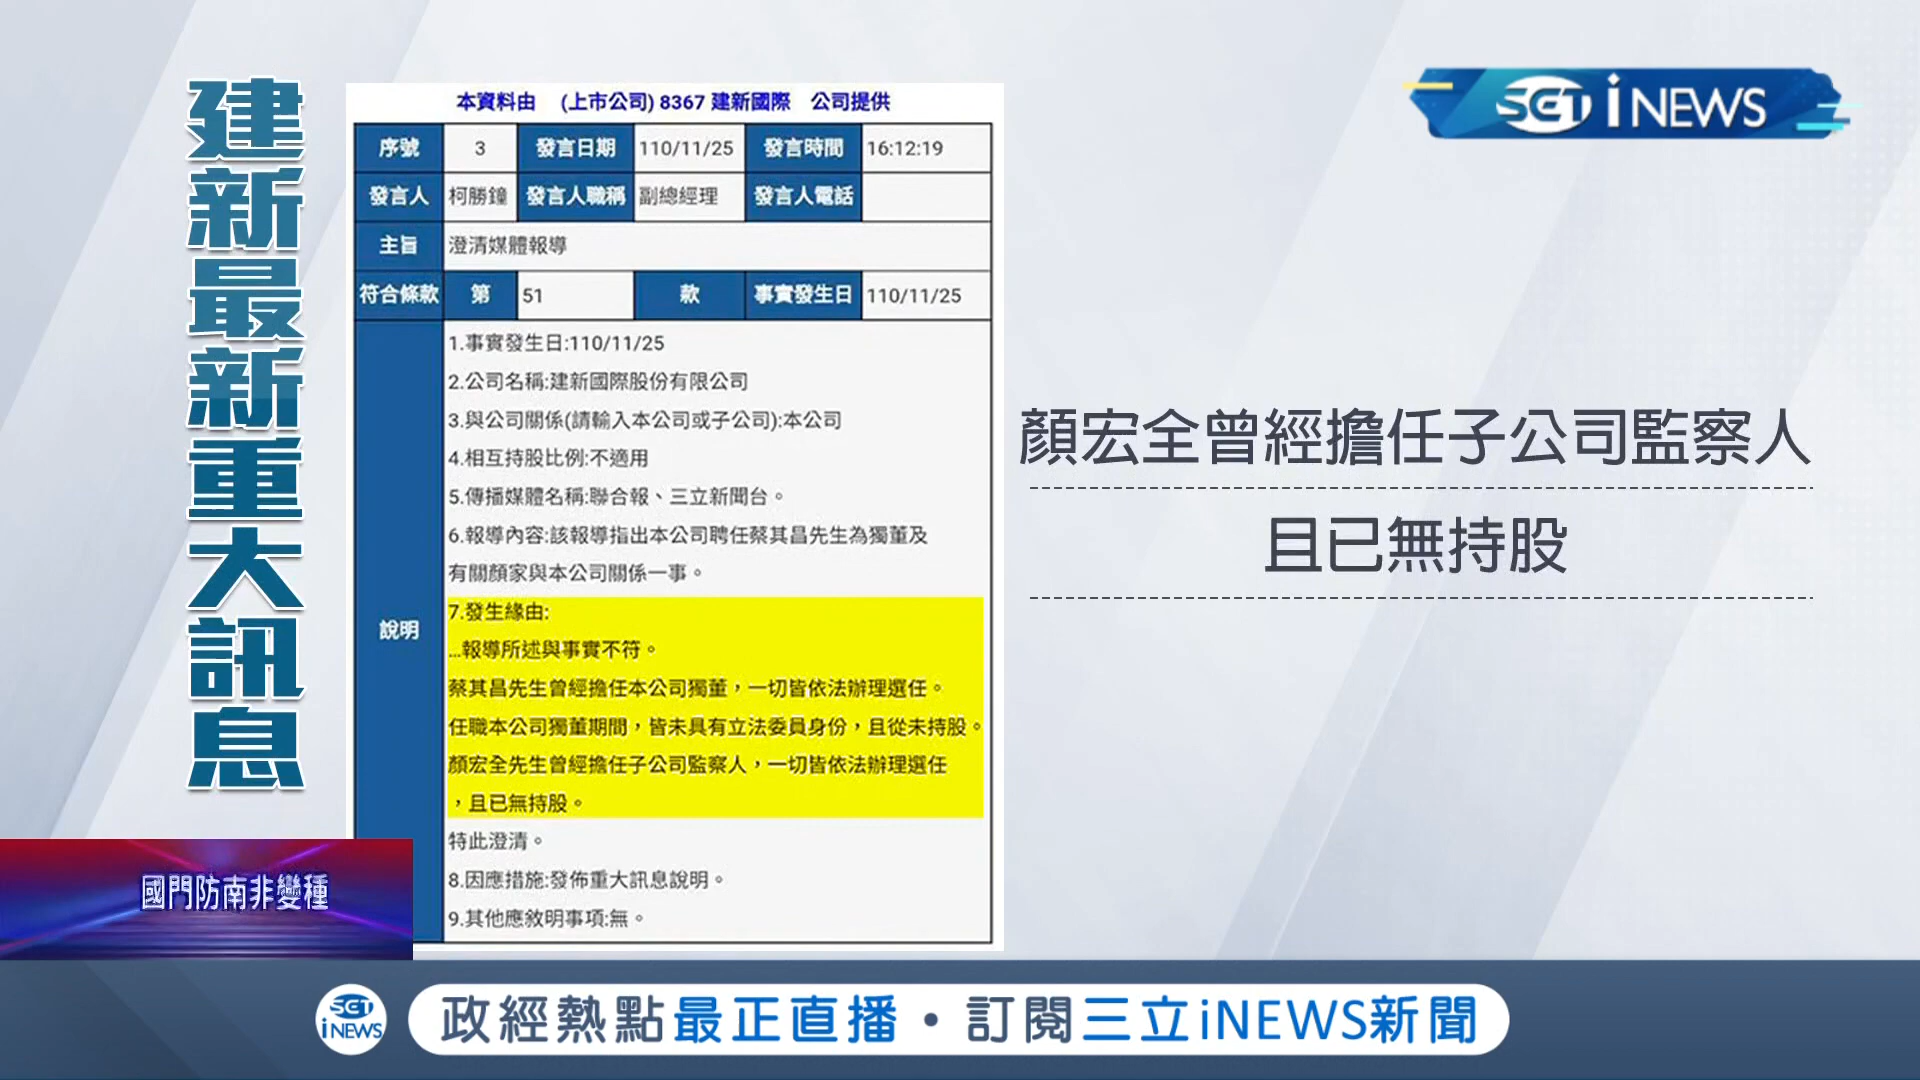 建新最新重大訊息
本資料由　(上市公司) 8367 建新國際　公司提供
序號 3 發言日期 110/11/25 發言時間 16:12:19
發言人 柯勝鐘 發言人職稱 副總經理 發言人電話
主旨 澄清媒體報導
符合條款 第 51 款 事實發生日 110/11/25
說明
1.事實發生日:110/11/25
2.公司名稱:建新國際股份有限公司
3.與公司關係(請輸入本公司或子公司):本公司
4.相互持股比例:不適用
5.傳播媒體名稱:聯合報、三立新聞台。
6.報導內容:該報導指出本公司聘任蔡其昌先生為獨董及
有關顏家與本公司關係一事。
7.發生緣由:
...報導所述與事實不符。
蔡其昌先生曾經擔任本公司獨董，一切皆依法辦理選任。
任職本公司獨董期間，皆未具有立法委員身份，且從未持股。
顏宏全先生曾經擔任子公司監察人，一切皆依法辦理選任
，且已無持股。
特此澄清。
8.因應措施:發佈重大訊息說明。
9.其他應敘明事項:無。
SET iNEWS
顏宏全曾經擔任子公司監察人
且已無持股
國門防南非變種
SET iNEWS
政經熱點最正直播・訂閱三立iNEWS新聞